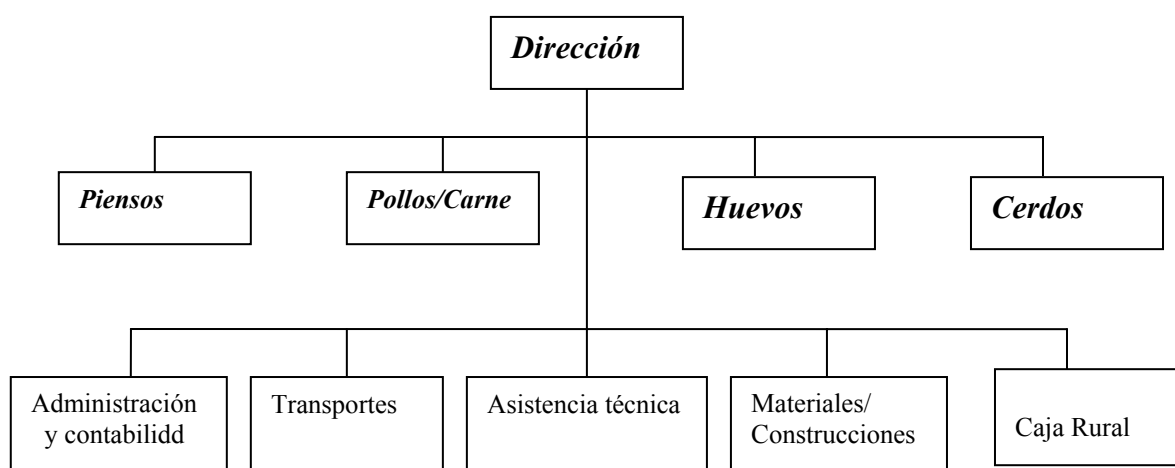 Dirección
Piensos
Pollos/Carne
Huevos
Cerdos
Administración
y contabilidd
Transportes
Asistencia técnica
Materiales/
Construcciones
Caja Rural